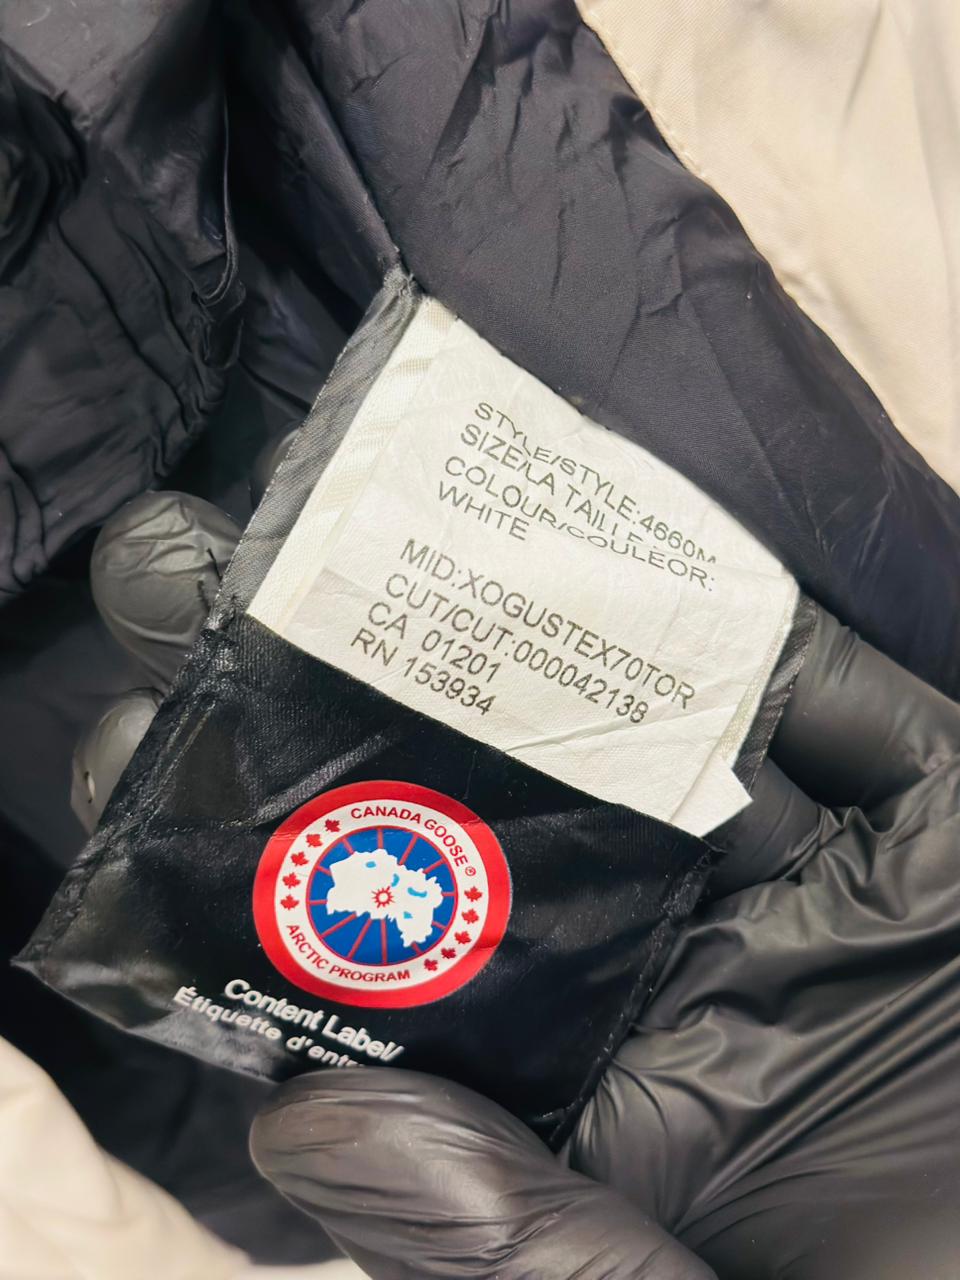 STYLE/STYLE:4660M
SIZE/LA TAILLE:
COLOUR/COULEOR:
WHITE
MID:XOGUSTEX70TOR
CUT/CUT:000042138
CA 01201
RN 153934
CANADA GOOSE®
ARCTIC PROGRAM
Content Label/
Étiquette